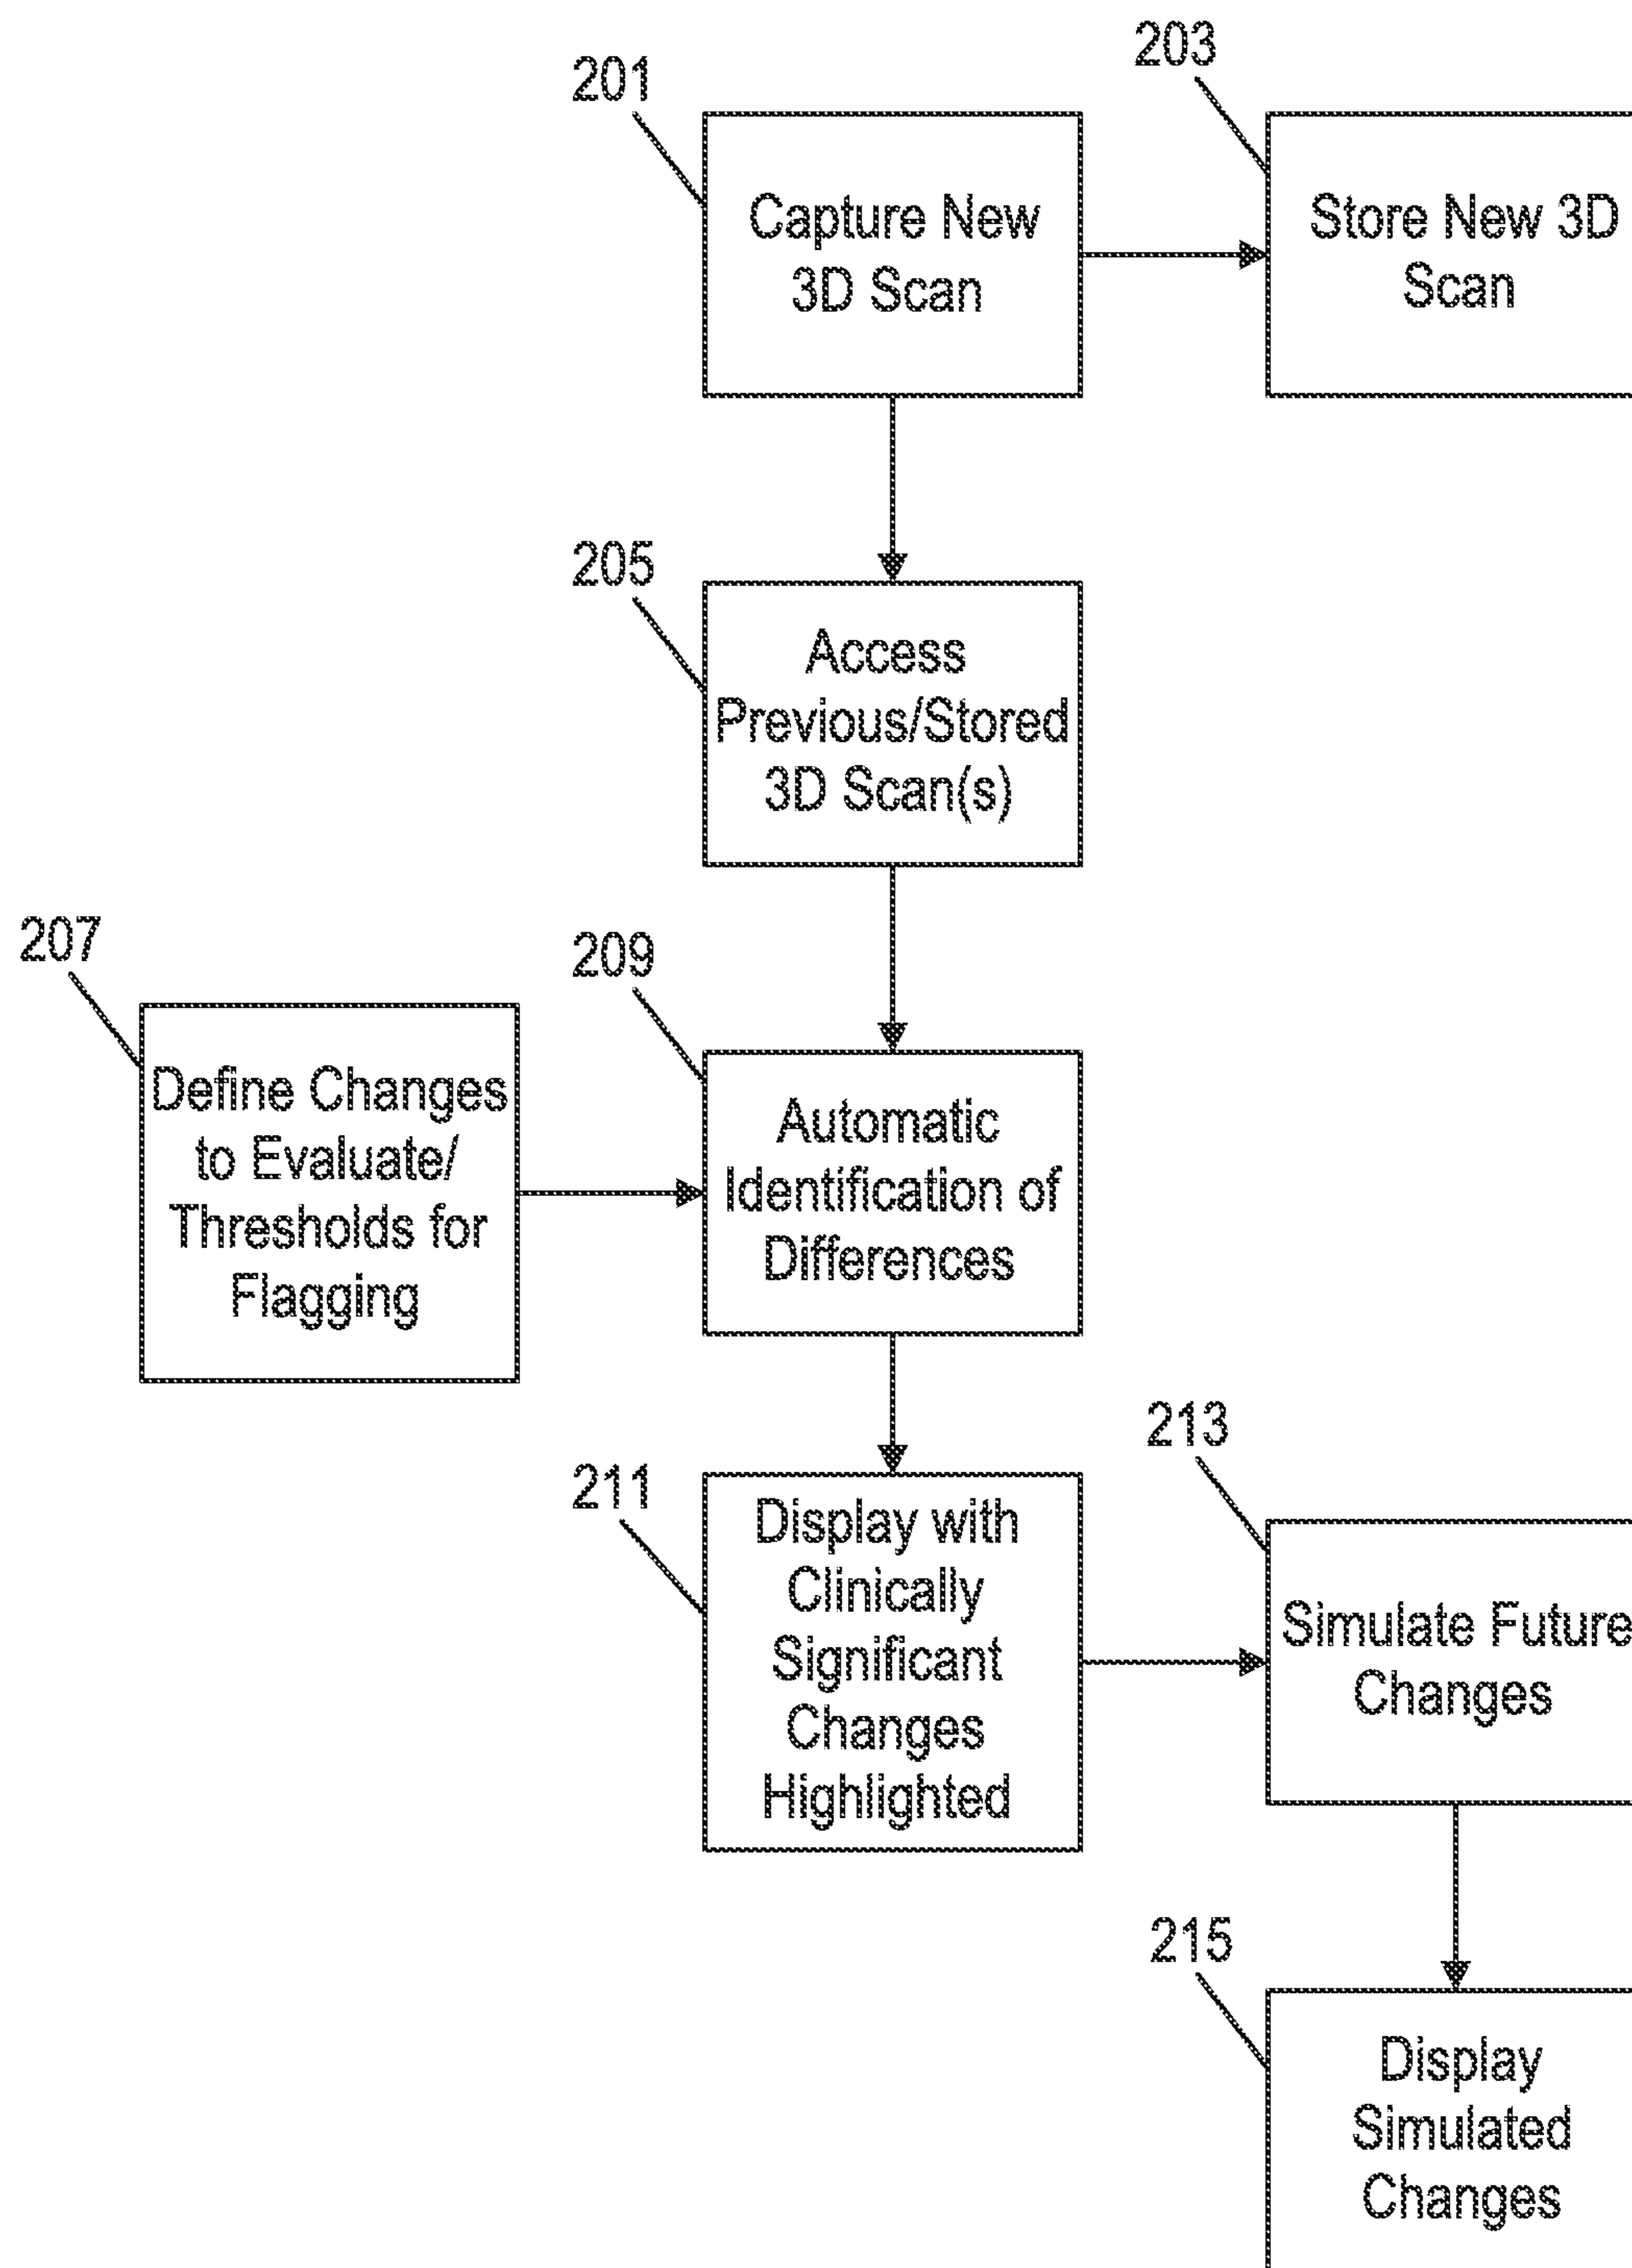 201
203
Capture New
3D Scan
Store New 3D
Scan
205
Access
Previous/Stored
3D Scan(s)
207
209
Define Changes
to Evaluate/
Thresholds for
Flagging
Automatic
Identification of
Differences
211
213
Display with
Clinically
Significant
Changes
Highlighted
Simulate Future
Changes
215
Display
Simulated
Changes